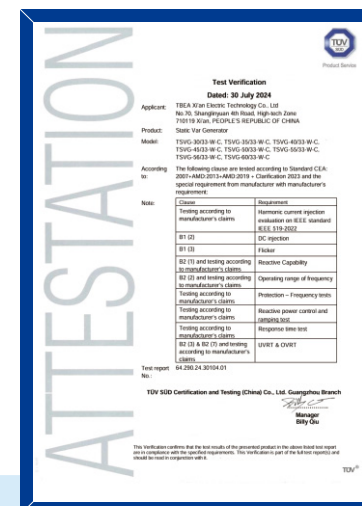 ATTESTATION
TÜV
SÜD
Product Service
Test Verification
Dated: 30 July 2024
Applicant: TBEA Xi'an Electric Technology Co., Ltd
No.70, Shanglinyuan 4th Road, High-tech Zone
710119 Xi'an, PEOPLE'S REPUBLIC OF CHINA
Product: Static Var Generator
Model: TSVG-30/33-W-C, TSVG-35/33-W-C, TSVG-40/33-W-C,
TSVG-45/33-W-C, TSVG-50/33-W-C, TSVG-55/33-W-C,
TSVG-56/33-W-C, TSVG-60/33-W-C
According to: The following clause are tested according to Standard CEA:
2007+AMD:2013+AMD:2019 + Clarification 2023 and the
special requirement from manufacturer with manufacturer's
requirement:
Note: Clause Requirement
Testing according to manufacturer's claims Harmonic current injection evaluation on IEEE standard IEEE 519-2022
B1 (2) DC injection
B1 (3) Flicker
B2 (1) and testing according to manufacturer's claims Reactive Capability
B2 (2) and testing according to manufacturer's claims Operating range of frequency
Testing according to manufacturer's claims Protection – Frequency tests
Testing according to manufacturer's claims Reactive power control and ramping test
Testing according to manufacturer's claims Response time test
B2 (3) & B2 (7) and testing according to manufacturer's claims UVRT & OVRT
Test report No.: 64.290.24.30104.01
TÜV SÜD Certification and Testing (China) Co., Ltd. Guangzhou Branch
Manager
Billy Qiu
This Verification confirms that the test results of the presented product in the above listed test report
are in compliance with the specified requirements. This Verification is part of the full test report(s) and
should be read in conjunction with it.
TÜV®